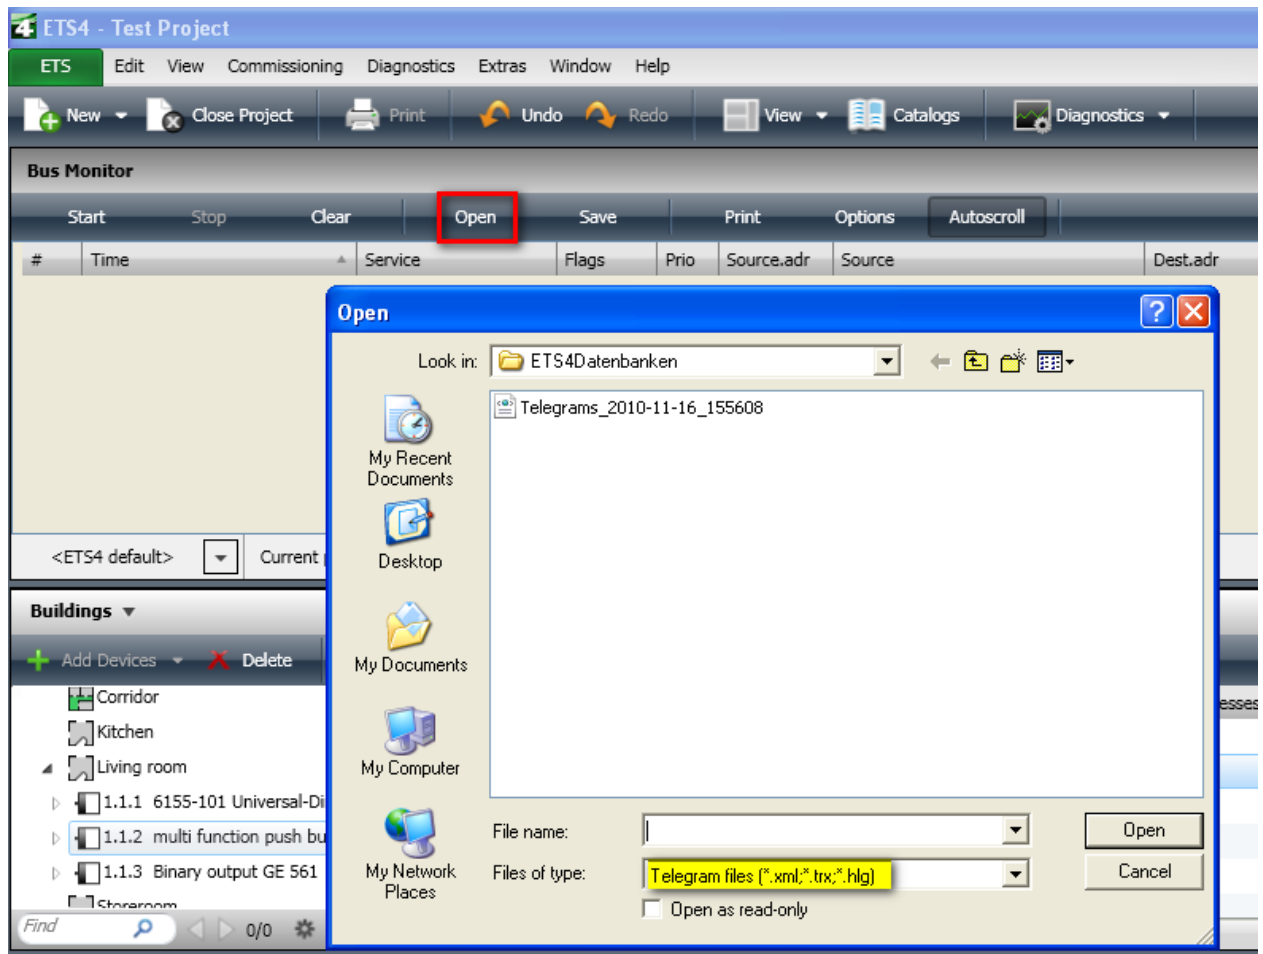 ETS4 - Test Project
ETS Edit View Commissioning Diagnostics Extras Window Help
New Close Project Print Undo Redo View Catalogs Diagnostics
Bus Monitor
Start Stop Clear Open Save Print Options Autoscroll
# Time Service Flags Prio Source.adr Source Dest.adr
Open
Look in: ETS4Datenbanken
Telegrams_2010-11-16_155608
My Recent
Documents
Desktop
My Documents
My Computer
My Network
Places
File name: Open
Files of type: Telegram files (*.xml;*.trx;*.hlg) Cancel
Open as read-only
<ETS4 default> Current
Buildings
Add Devices Delete
Corridor
Kitchen
Living room
1.1.1 6155-101 Universal-Di
1.1.2 multi function push bu
1.1.3 Binary output GE 561
Storeroom
esses
Find 0/0